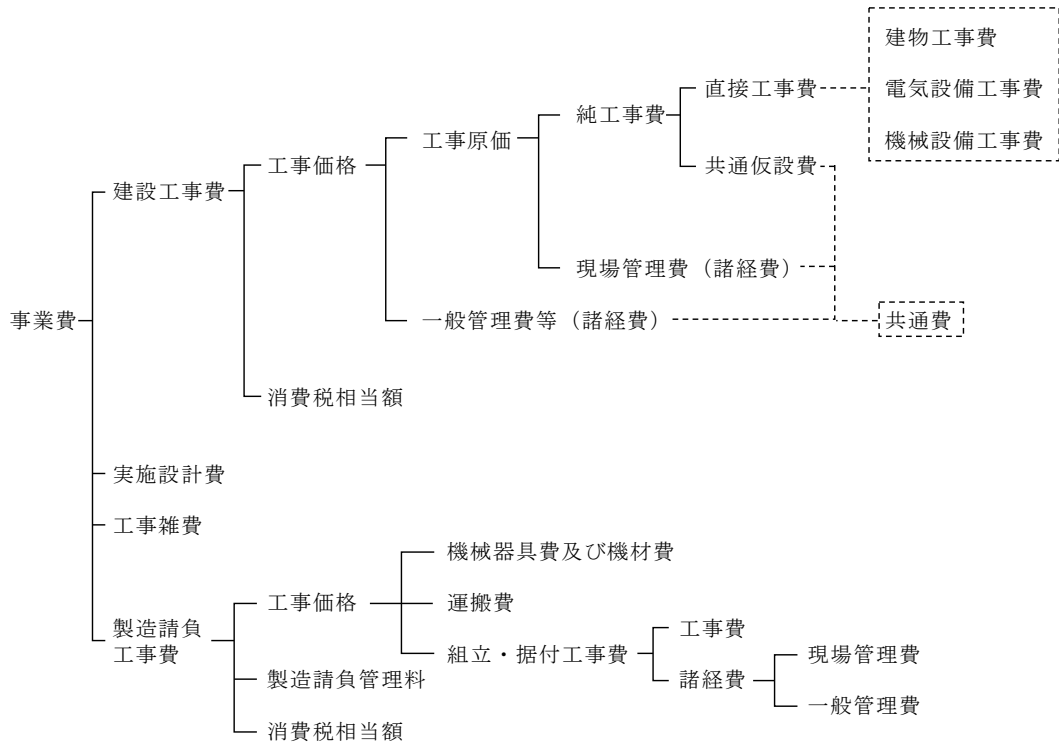 建物工事費
直接工事費
電気設備工事費
純工事費
工事原価
機械設備工事費
工事価格
共通仮設費
建設工事費
現場管理費（諸経費）
事業費
一般管理費等（諸経費）
共通費
消費税相当額
実施設計費
工事雑費
機械器具費及び機材費
工事価格
運搬費
製造請負
工事費
工事費
組立・据付工事費
現場管理費
製造請負管理料
諸経費
一般管理費
消費税相当額